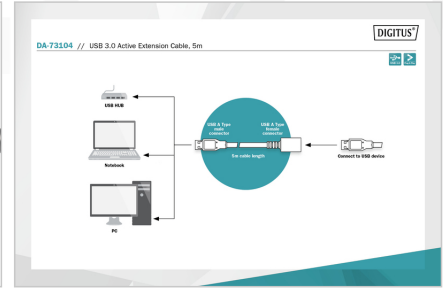 DIGITUS®
DA-73104 // USB 3.0 Active Extension Cable, 5m
USB HUB
USB A Type
male
connector
USB A Type
female
connector
5m cable length
Connect to USB device
Notebook
PC